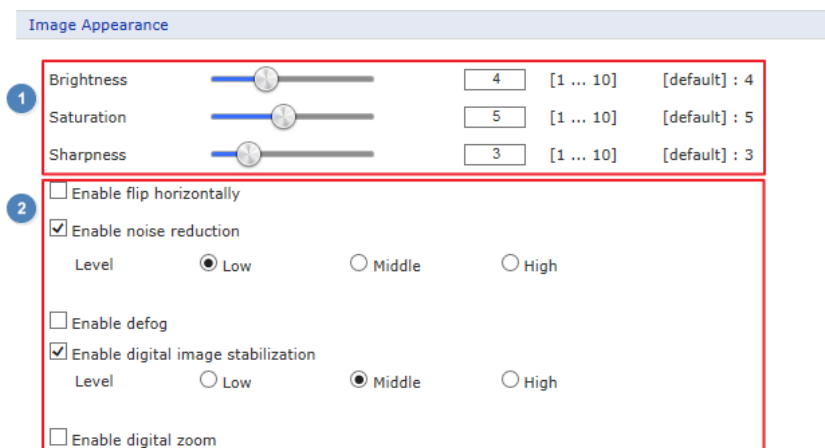 Image Appearance
1
Brightness 4 [1 ... 10] [default] : 4
Saturation 5 [1 ... 10] [default] : 5
Sharpness 3 [1 ... 10] [default] : 3
2
Enable flip horizontally
Enable noise reduction
Level Low Middle High
Enable defog
Enable digital image stabilization
Level Low Middle High
Enable digital zoom